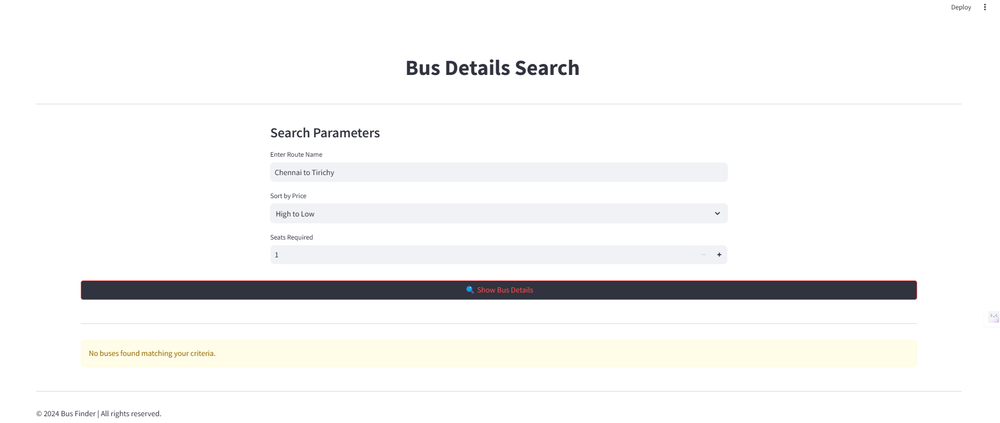 Deploy
Bus Details Search
Search Parameters
Enter Route Name
Chennai to Tirichy
Sort by Price
High to Low
Seats Required
1
Show Bus Details
No buses found matching your criteria.
© 2024 Bus Finder | All rights reserved.